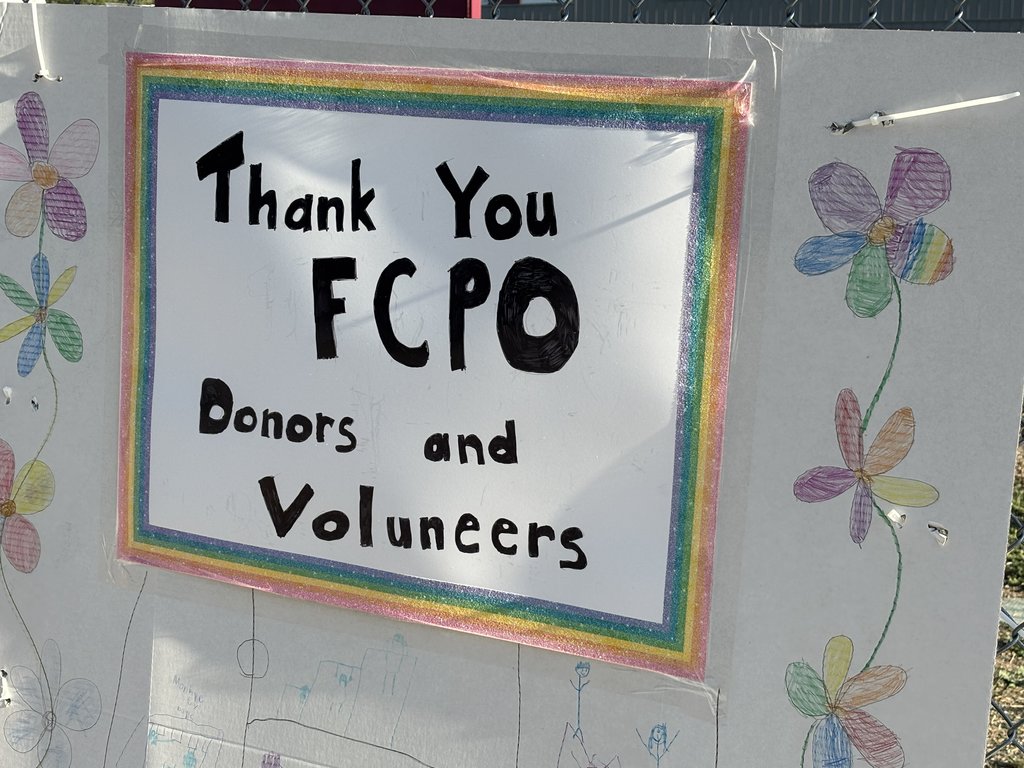 Thank You
FCPO
Donors and
Voluneers